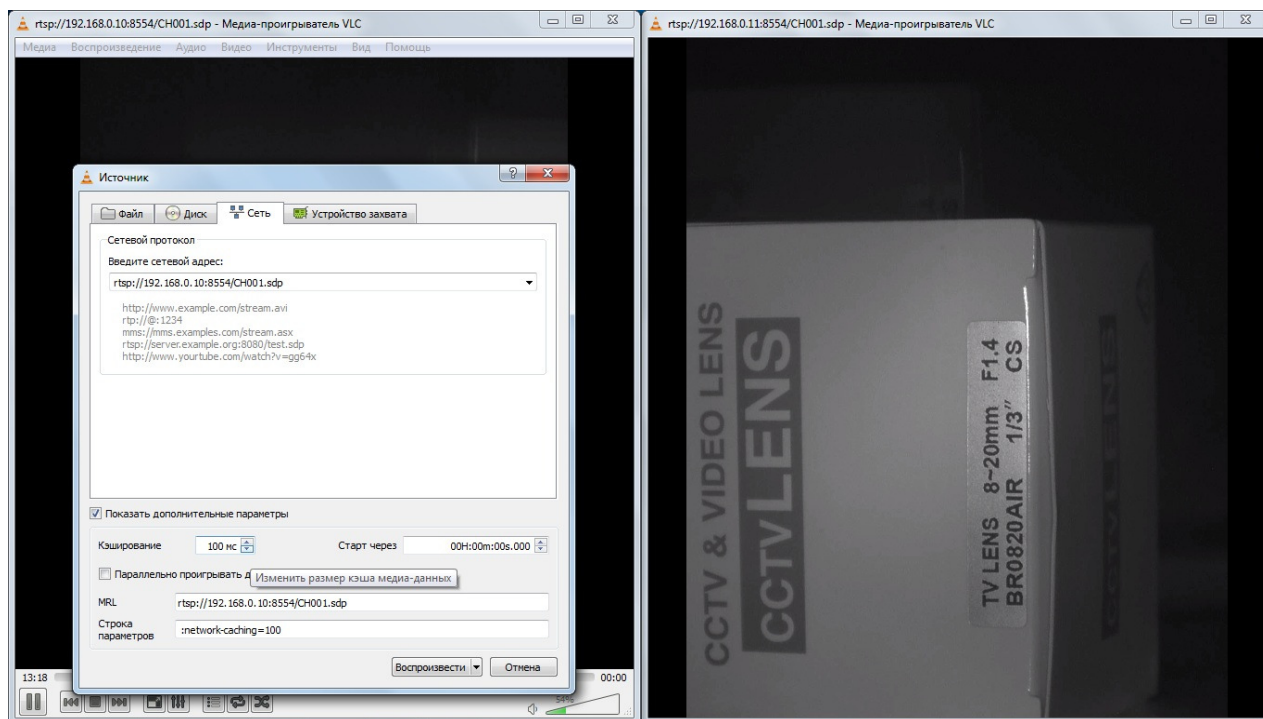 rtsp://192.168.0.10:8554/CH001.sdp - Медиа-проигрыватель VLC
Медиа Воспроизведение Аудио Видео Инструменты Вид Помощь
Источник
Файл Диск Сеть Устройство захвата
Сетевой протокол
Введите сетевой адрес:
rtsp://192.168.0.10:8554/CH001.sdp
http://www.example.com/stream.avi
rtp://@:1234
mms://mms.examples.com/stream.asx
rtsp://server.example.org:8080/test.sdp
http://www.yourtube.com/watch?v=gg64x
Показать дополнительные параметры
Кэширование 100 мс Старт через 00H:00m:00s.000
Параллельно проигрывать д
Изменить размер кэша медиа-данных
MRL rtsp://192.168.0.10:8554/CH001.sdp
Строка
параметров :network-caching=100
Воспроизвести Отмена
13:18 00:00
54%
rtsp://192.168.0.11:8554/CH001.sdp - Медиа-проигрыватель VLC
CCTV & VIDEO LENS
CCTVLENS
TV LENS 8~20mm F1.4
BR0820AIR 1/3" CS
CCTVLENS